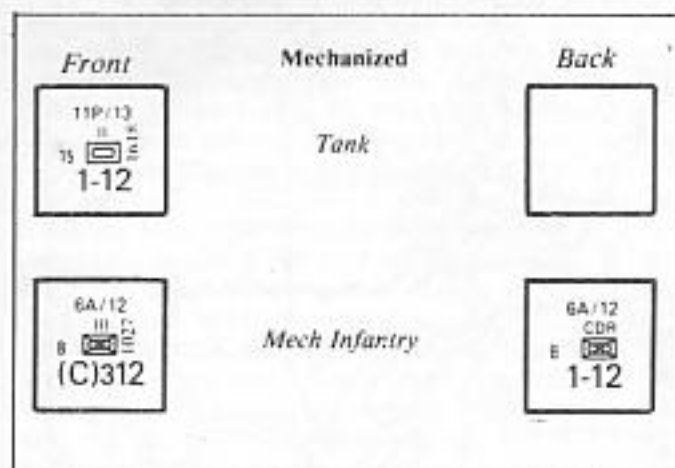 Front Mechanized Back
11P/13
II
1-12
Tank
6A/12
III
1027
(C)312
Mech Infantry
6A/12
CDR
1-12